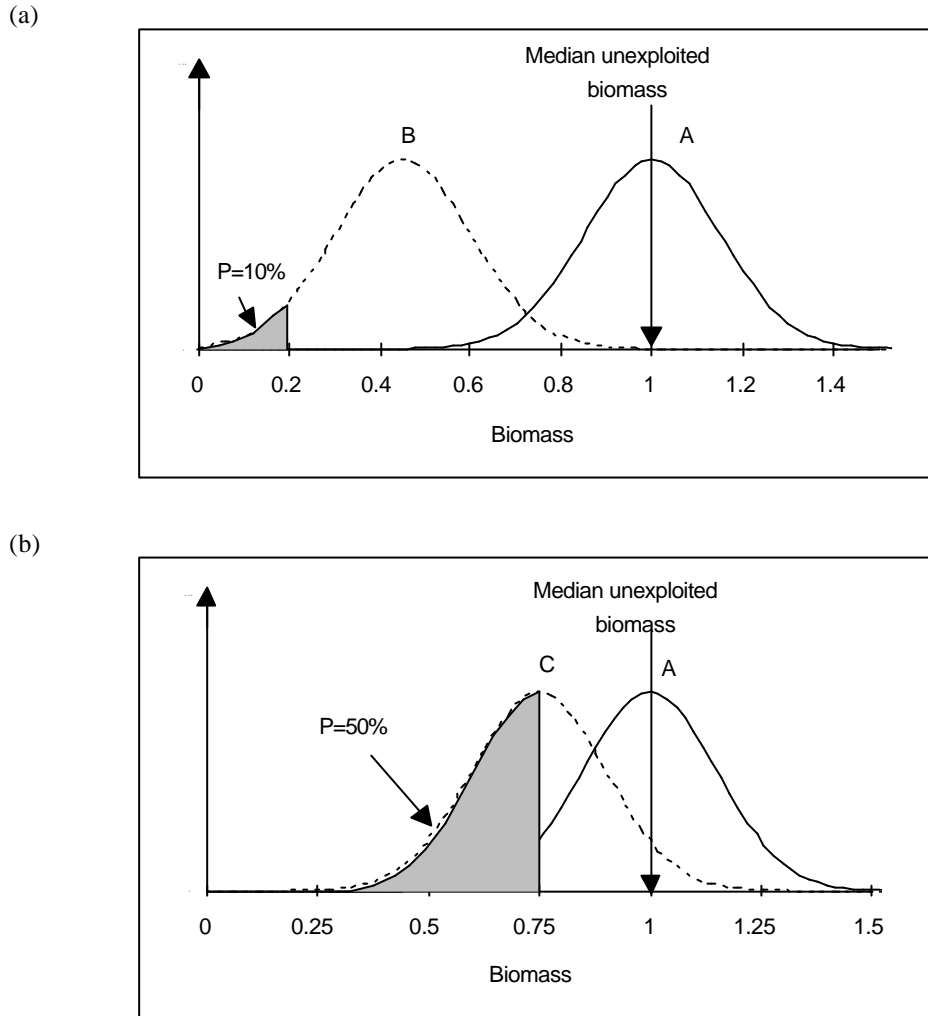 (a)
Median unexploited
biomass
B
A
P=10%
0 0.2 0.4 0.6 0.8 1 1.2 1.4
Biomass
(b)
Median unexploited
biomass
C
A
P=50%
0 0.25 0.5 0.75 1 1.25 1.5
Biomass